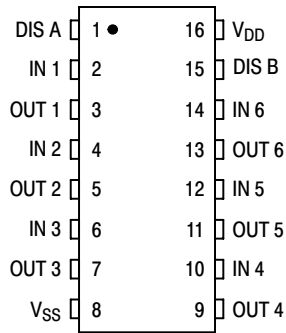 DIS A 1 16 VDD
IN 1 2 15 DIS B
OUT 1 3 14 IN 6
IN 2 4 13 OUT 6
OUT 2 5 12 IN 5
IN 3 6 11 OUT 5
OUT 3 7 10 IN 4
VSS 8 9 OUT 4